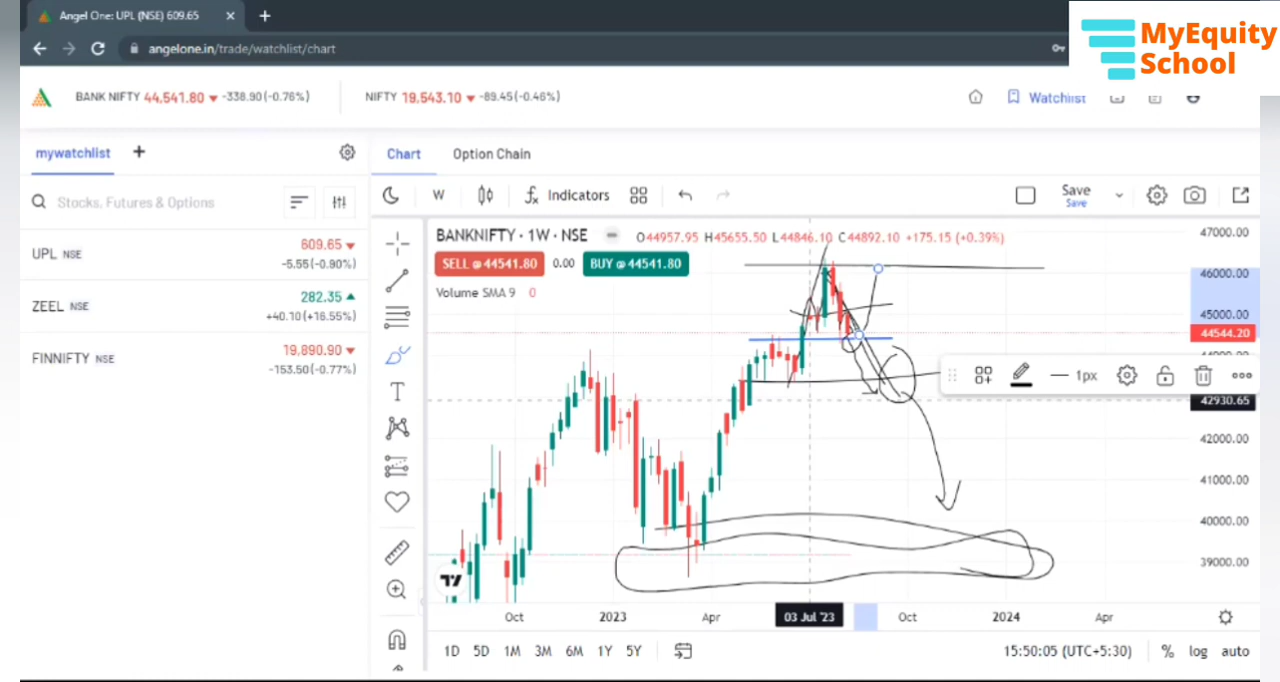 Angel One: UPL (NSE) 609.65
MyEquity
School
angelone.in/trade/watchlist/chart
BANK NIFTY 44,541.80 ▼ -338.90(-0.76%)
NIFTY 19,543.10 ▼ -89.45(-0.46%)
Watchlist
mywatchlist
Chart Option Chain
Stocks, Futures & Options
W
Indicators
Save
Save
UPL NSE 609.65 ▼
-5.55(-0.90%)
ZEEL NSE 282.35 ▲
+40.10(+16.55%)
FINNIFTY NSE 19,890.90 ▼
-153.50(-0.77%)
BANKNIFTY · 1W · NSE O44957.95 H45655.50 L44846.10 C44892.10 +175.15 (+0.39%)
SELL @ 44541.80 0.00 BUY @ 44541.80
Volume SMA 9 0
1px
47000.00
46000.00
45000.00
44544.20
42930.65
42000.00
41000.00
40000.00
39000.00
Oct 2023 Apr 03 Jul '23 Oct 2024 Apr
1D 5D 1M 3M 6M 1Y 5Y 15:50:05 (UTC+5:30) % log auto